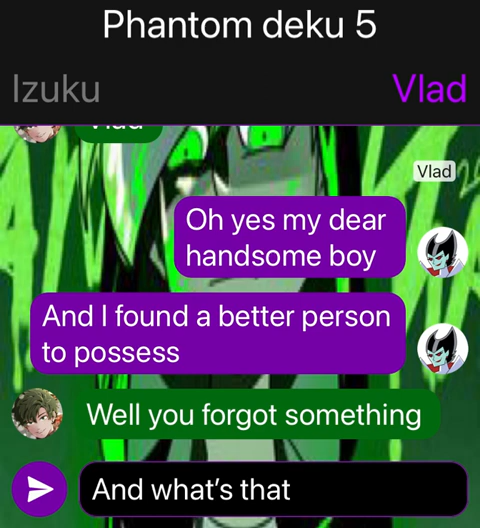 Phantom deku 5
Izuku
Vlad
Vlad
Vlad
Oh yes my dear
handsome boy
And I found a better person
to possess
Well you forgot something
And what's that